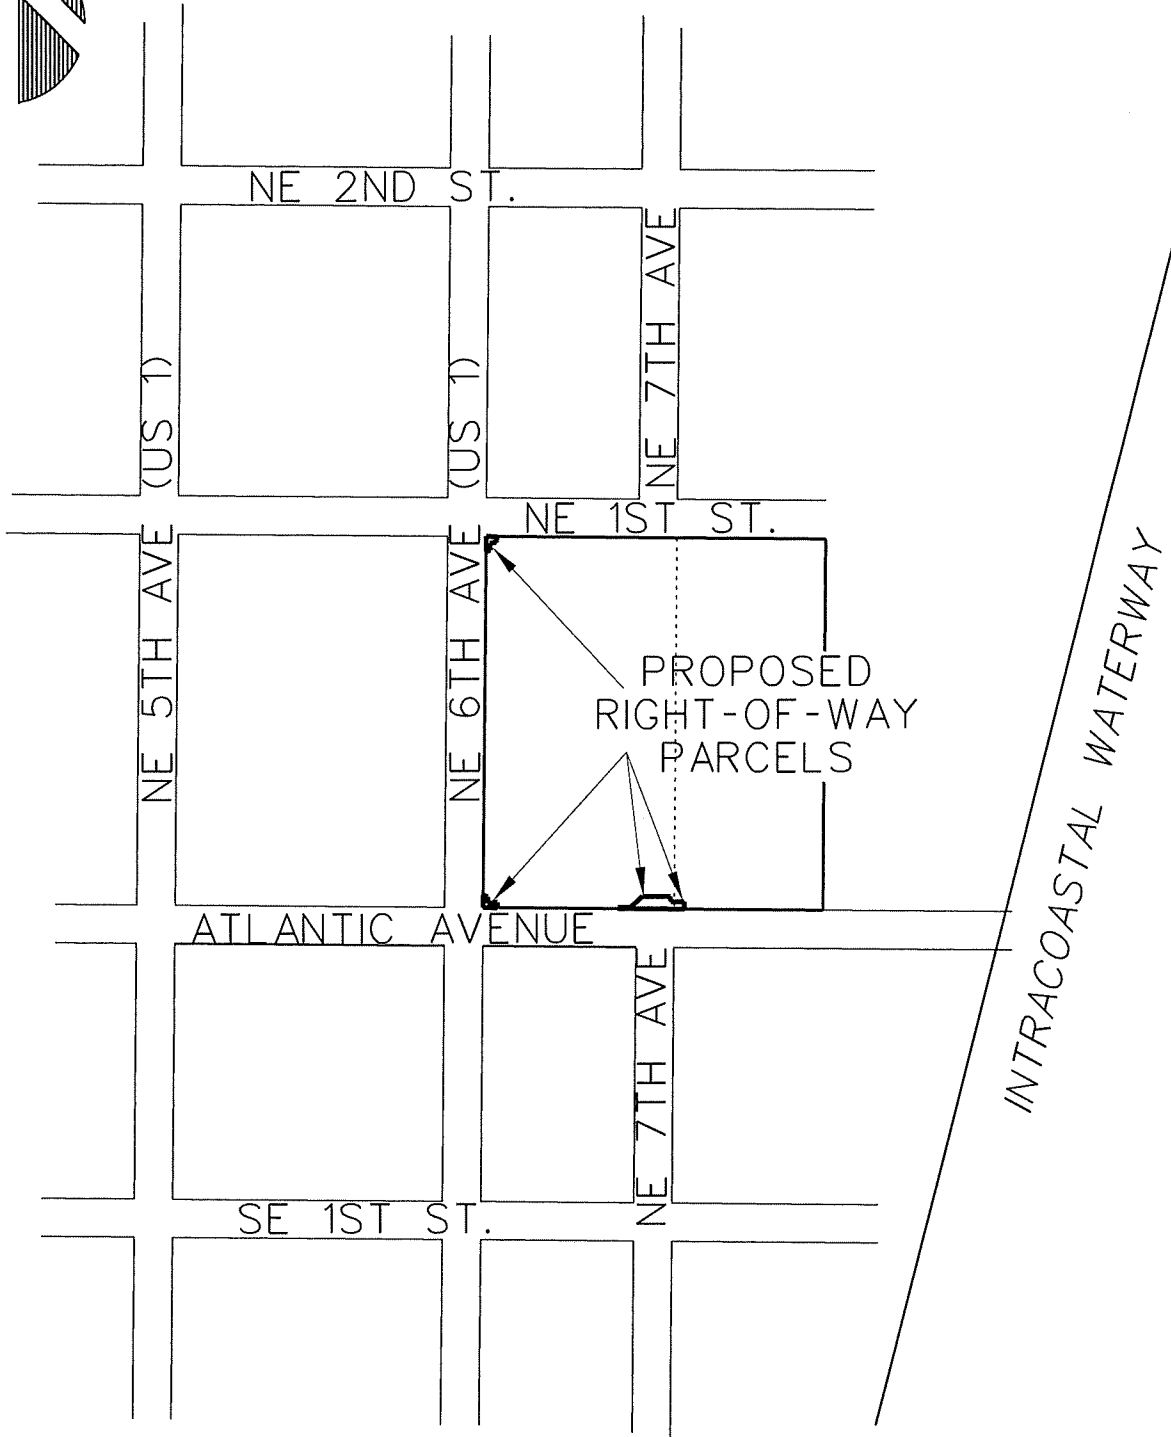 NE 2ND ST.
NE 7TH AVE
(US 1)
(US 1)
NE 1ST ST.
NE 5TH AVE
NE 6TH AVE
PROPOSED
RIGHT-OF-WAY
PARCELS
INTRACOASTAL WATERWAY
ATLANTIC AVENUE
NE 7TH AVE
SE 1ST ST.